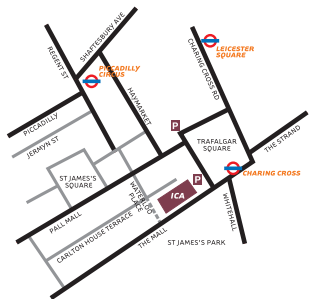 SHAFTESBURY AVE
REGENT ST
CHARING CROSS RD
LEICESTER
SQUARE
PICCADILLY
CIRCUS
HAYMARKET
PICCADILLY
JERMYN ST
P
TRAFALGAR
SQUARE
THE STRAND
ST JAMES'S
SQUARE
P
CHARING CROSS
WATERLOO
PLACE
ICA
PALL MALL
CARLTON HOUSE TERRACE
THE MALL
WHITEHALL
ST JAMES'S PARK